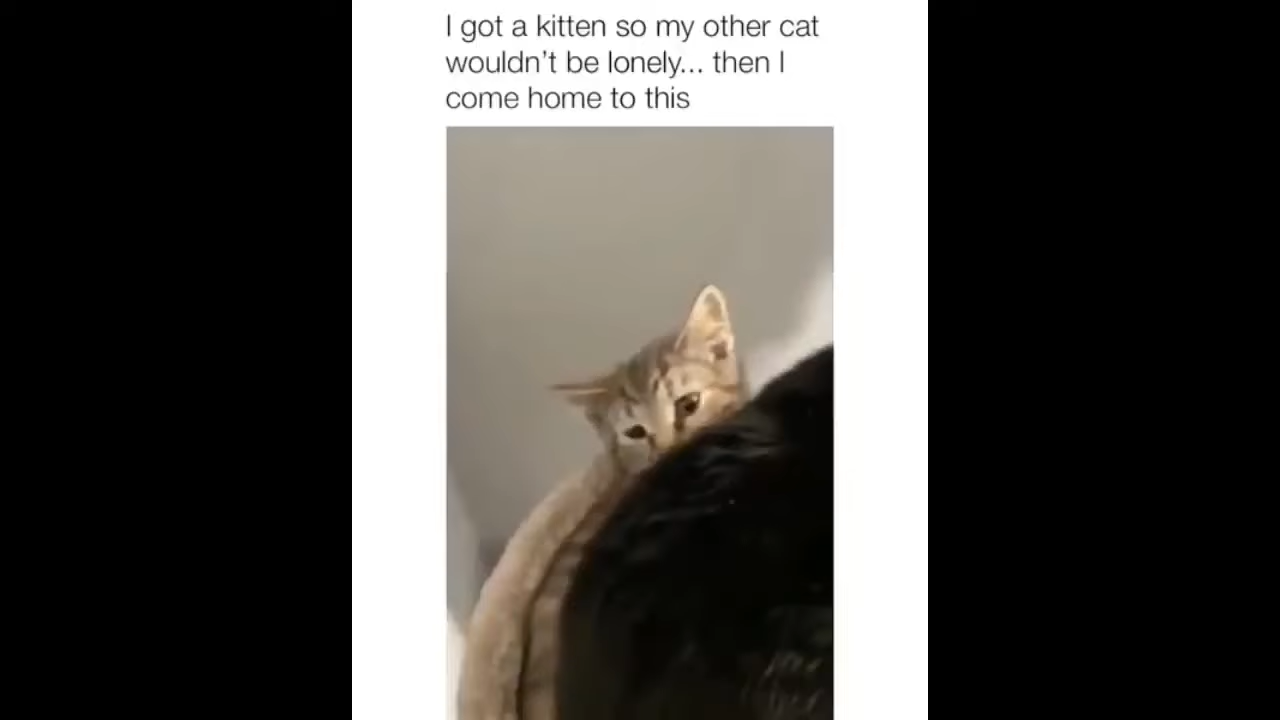 I got a kitten so my other cat
wouldn’t be lonely... then I
come home to this